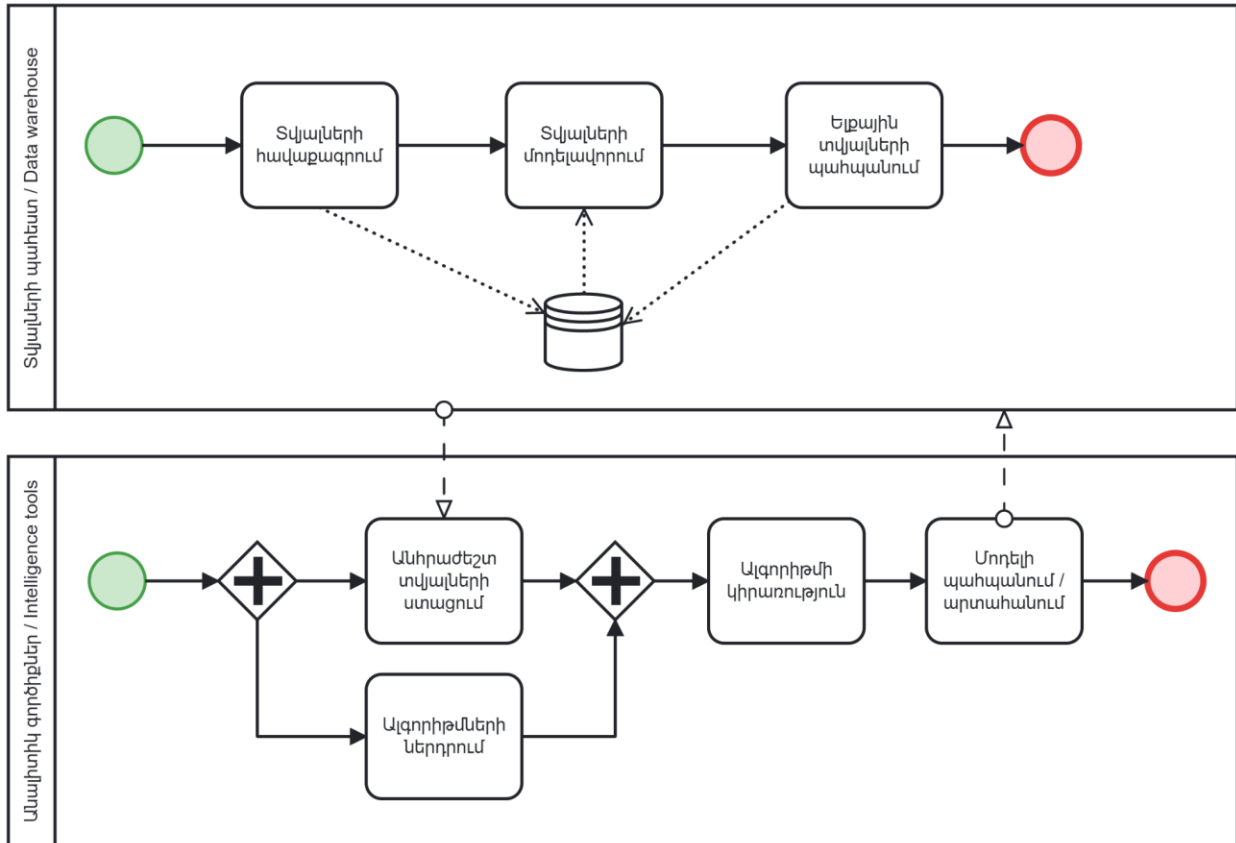 Տվյալների պահեստ / Data warehouse
Տվյալների
հավաքագրում
Տվյալների
մոդելավորում
Ելքային
տվյալների
պահպանում
Անալիտիկ գործիքներ / Intelligence tools
Անհրաժեշտ
տվյալների
ստացում
Ալգորիթմների
ներդրում
Ալգորիթմի
կիրառություն
Մոդելի
պահպանում /
արտահանում